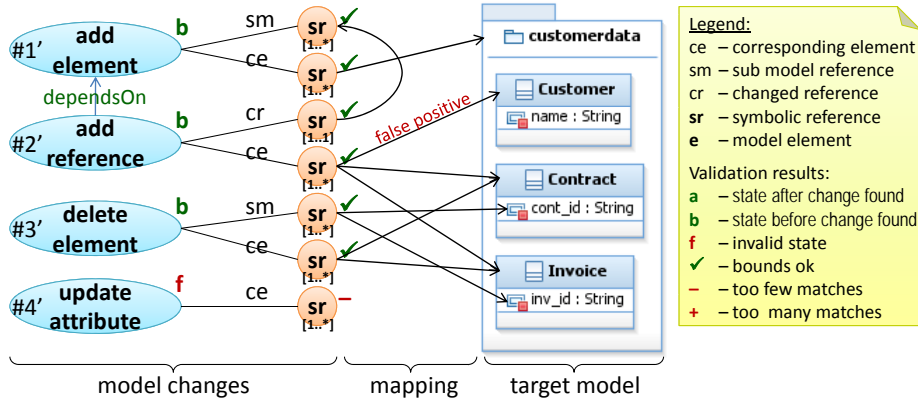 #1’
add
element
b
sm
sr
[1..*]
✓
ce
sr
[1..*]
✓
dependsOn
#2’
add
reference
b
cr
sr
[1..1]
✓
ce
sr
[1..*]
✓
false positive
#3’
delete
element
b
sm
sr
[1..*]
✓
ce
sr
[1..*]
✓
#4’
update
attribute
f
ce
sr
[1..*]
–
customerdata
Customer
name : String
Contract
cont_id : String
Invoice
inv_id : String
model changes
mapping
target model
Legend:
ce – corresponding element
sm – sub model reference
cr – changed reference
sr – symbolic reference
e – model element
Validation results:
a – state after change found
b – state before change found
f – invalid state
✓ – bounds ok
– – too few matches
+ – too many matches